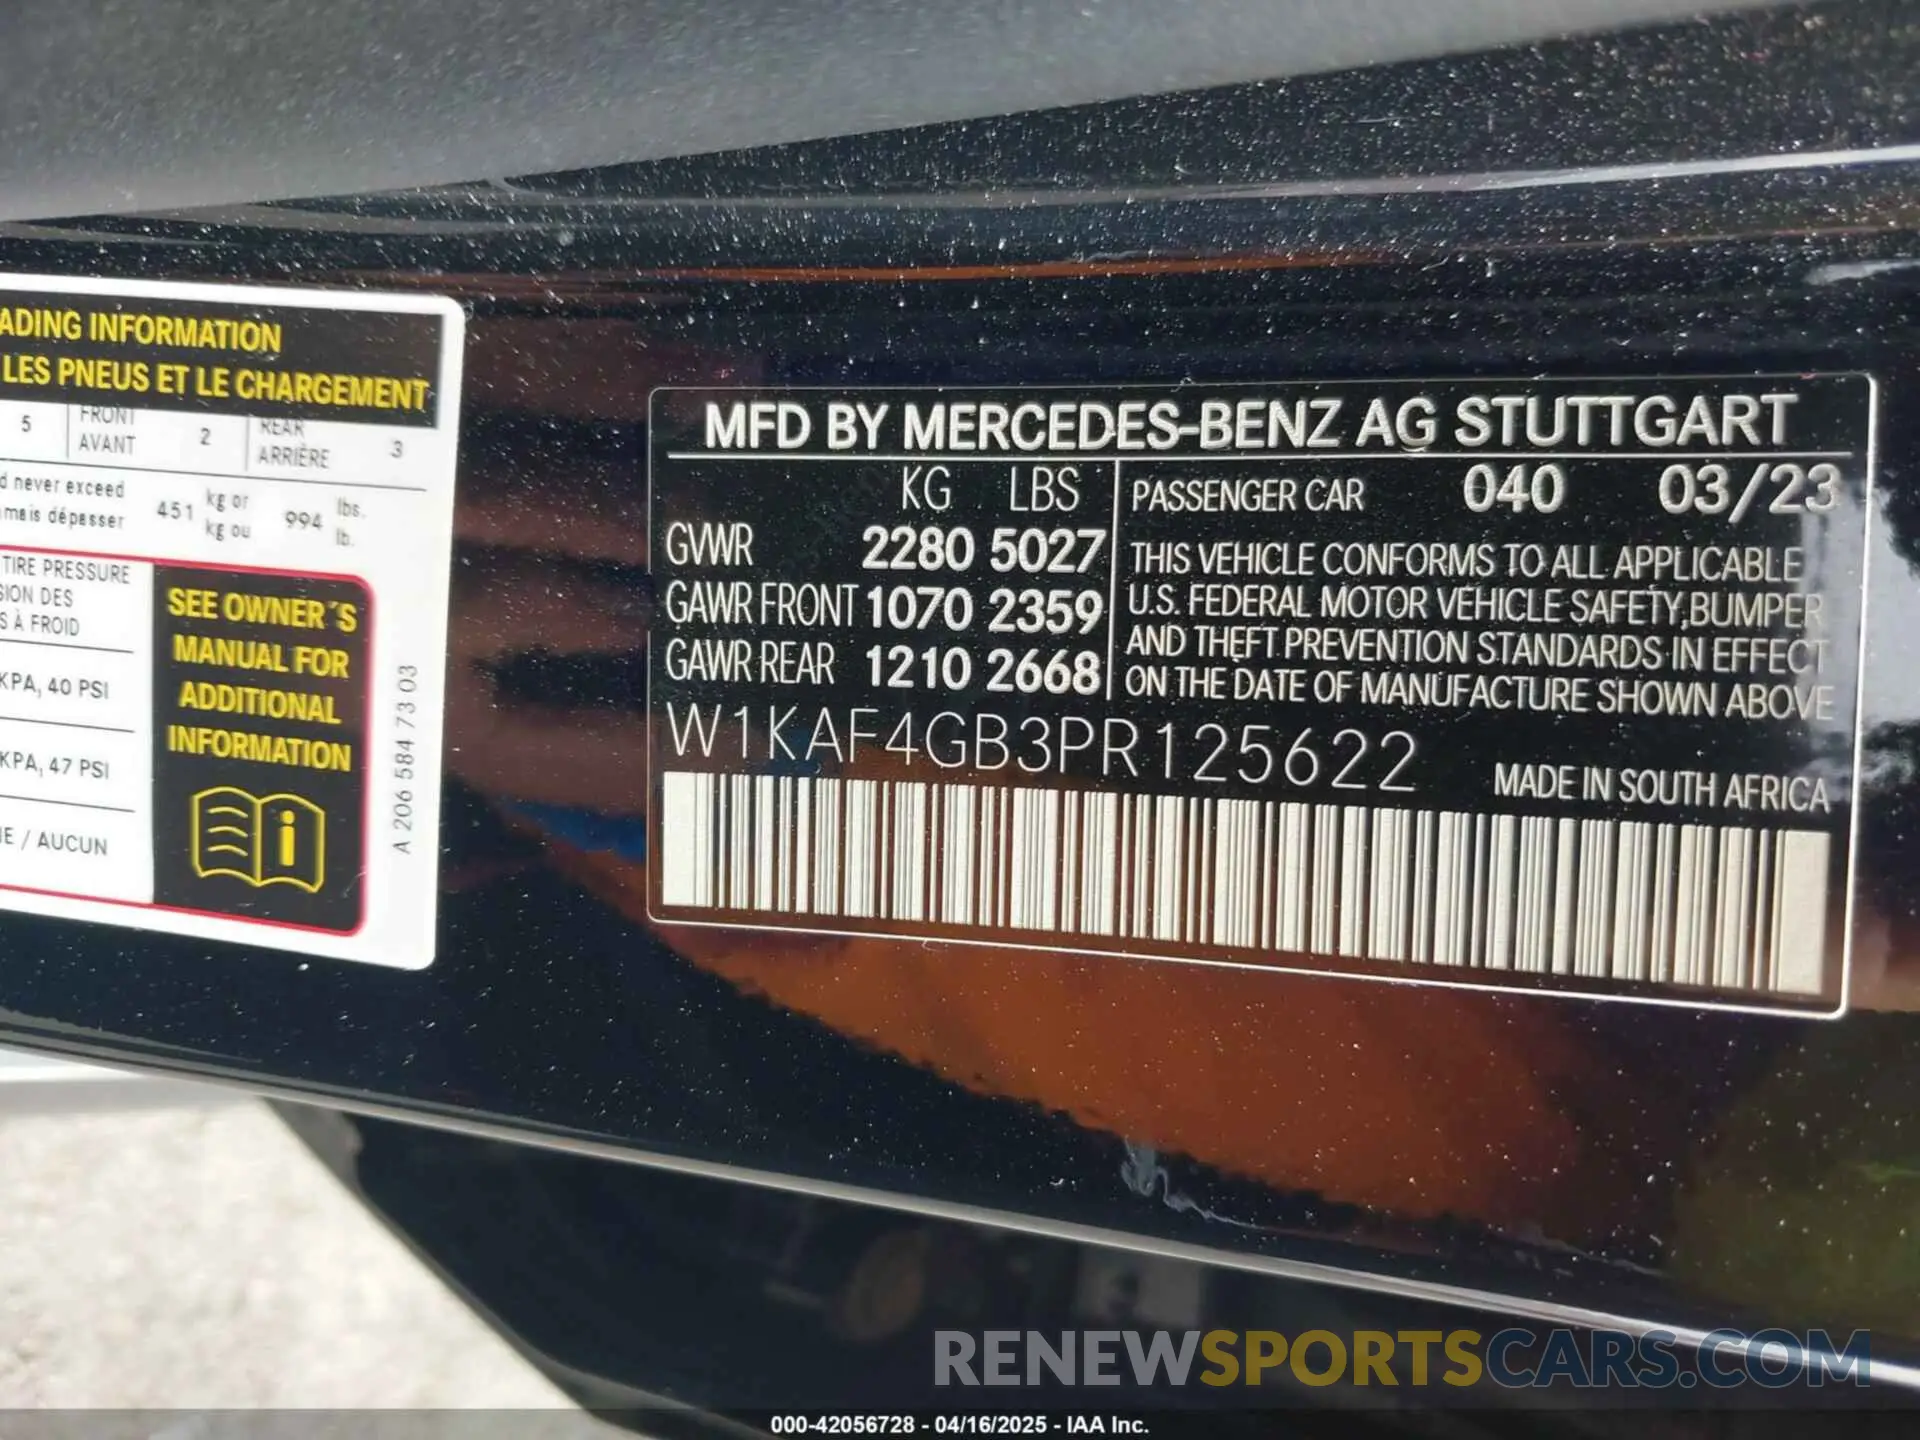 ADING INFORMATION
LES PNEUS ET LE CHARGEMENT
5 FRONT AVANT 2 REAR ARRIÈRE 3
never exceed
mais dépasser
451 kg or kg ou 994 lbs. lb.
TIRE PRESSURE
SION DES
S À FROID
KPA, 40 PSI
KPA, 47 PSI
/ AUCUN
SEE OWNER´S
MANUAL FOR
ADDITIONAL
INFORMATION
A 206 584 73 03
MFD BY MERCEDES-BENZ AG STUTTGART
KG LBS
GVWR 2280 5027
GAWR FRONT 1070 2359
GAWR REAR 1210 2668
PASSENGER CAR 040 03/23
THIS VEHICLE CONFORMS TO ALL APPLICABLE
U.S. FEDERAL MOTOR VEHICLE SAFETY,BUMPER
AND THEFT PREVENTION STANDARDS IN EFFECT
ON THE DATE OF MANUFACTURE SHOWN ABOVE
W1KAF4GB3PR125622
MADE IN SOUTH AFRICA
RENEWSPORTSCARS.COM
000-42056728 - 04/16/2025 - IAA Inc.